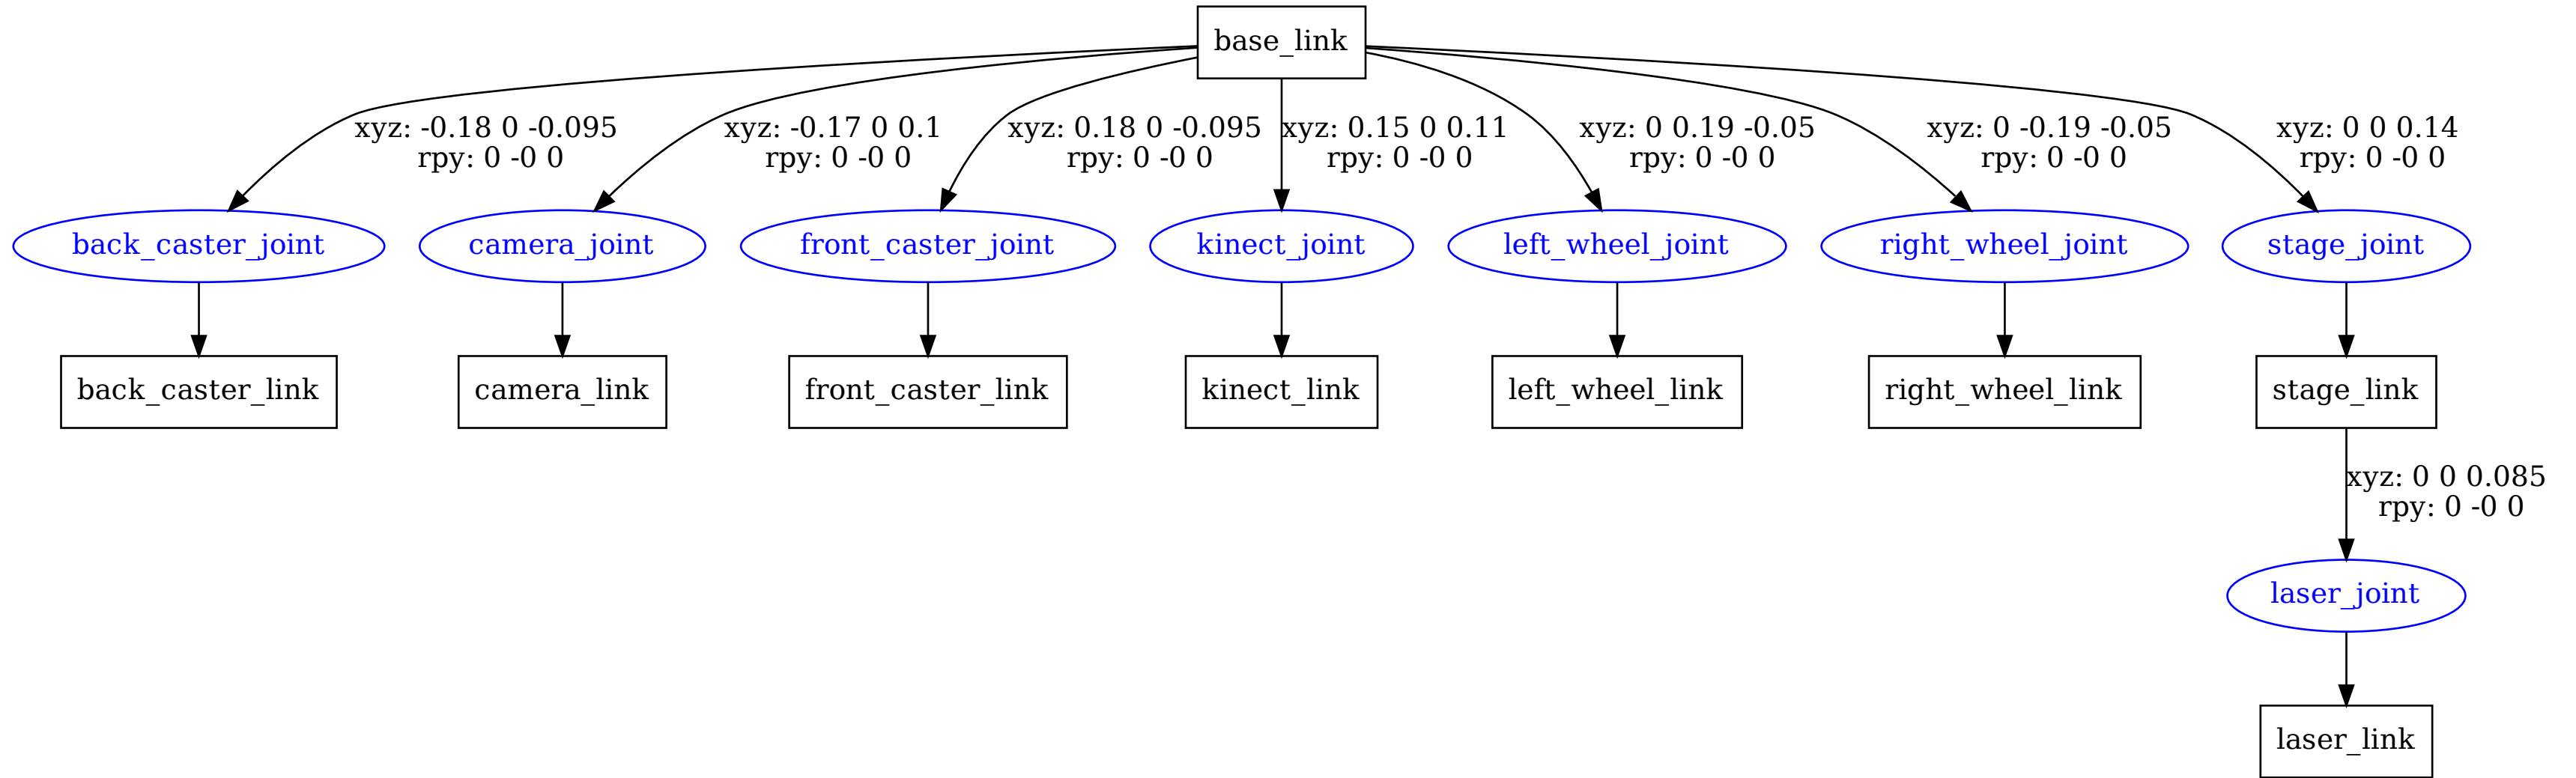 base_link
xyz: -0.18 0 -0.095
rpy: 0 -0 0
xyz: -0.17 0 0.1
rpy: 0 -0 0
xyz: 0.18 0 -0.095
rpy: 0 -0 0
xyz: 0.15 0 0.11
rpy: 0 -0 0
xyz: 0 0.19 -0.05
rpy: 0 -0 0
xyz: 0 -0.19 -0.05
rpy: 0 -0 0
xyz: 0 0 0.14
rpy: 0 -0 0
back_caster_joint
camera_joint
front_caster_joint
kinect_joint
left_wheel_joint
right_wheel_joint
stage_joint
back_caster_link
camera_link
front_caster_link
kinect_link
left_wheel_link
right_wheel_link
stage_link
xyz: 0 0 0.085
rpy: 0 -0 0
laser_joint
laser_link